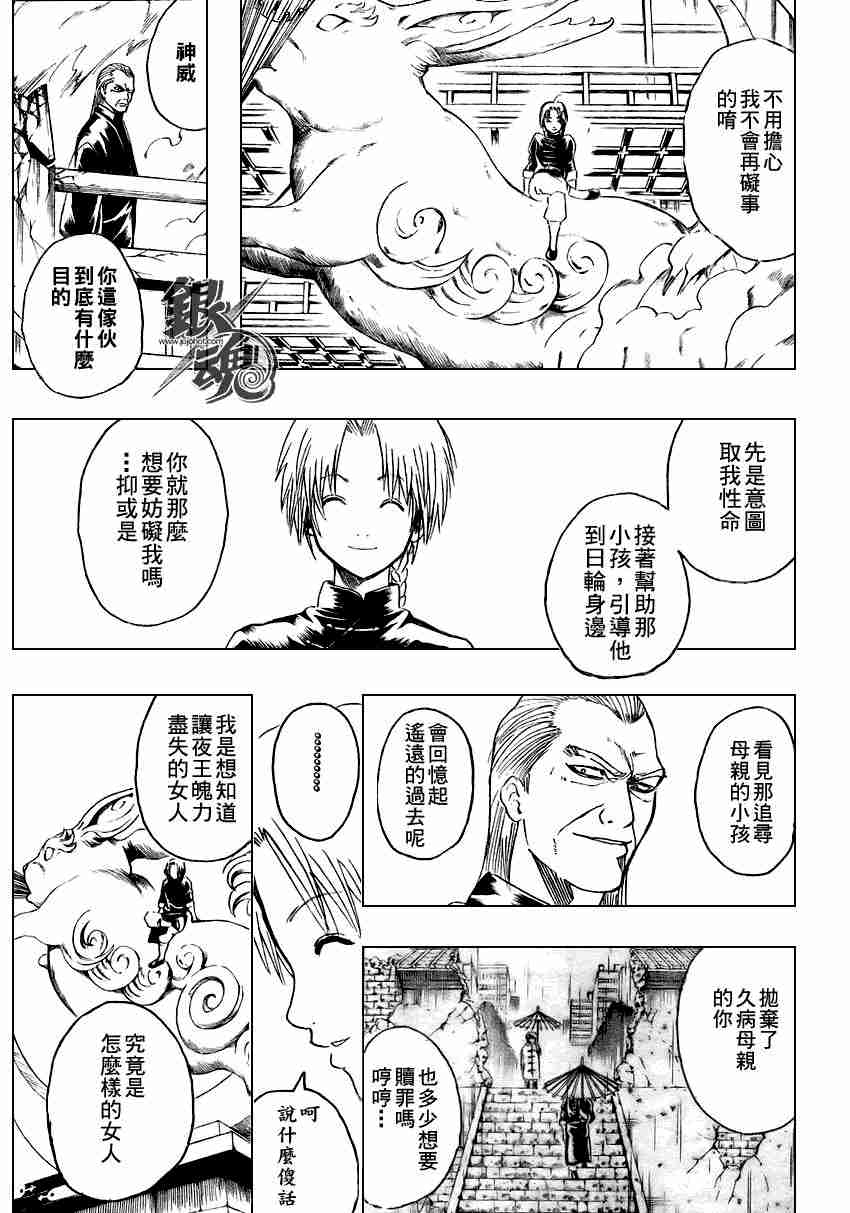 不用擔心
我不會再礙事
的唷
神威
你這傢伙
到底有什麼
目的
銀魂
www.jojohot.com
先是意圖
取我性命
接著幫助那
小孩，引導他
到日輪身邊
你就那麼
想要妨礙我嗎
…抑或是
看見那追尋
母親的小孩
會回憶起
遙遠的過去呢
拋棄了
久病母親
的你
也多少想要
贖罪嗎
哼哼…
………
呵
說什麼傻話
我是想知道
讓夜王魄力
盡失的女人
究竟是
怎麼樣的女人